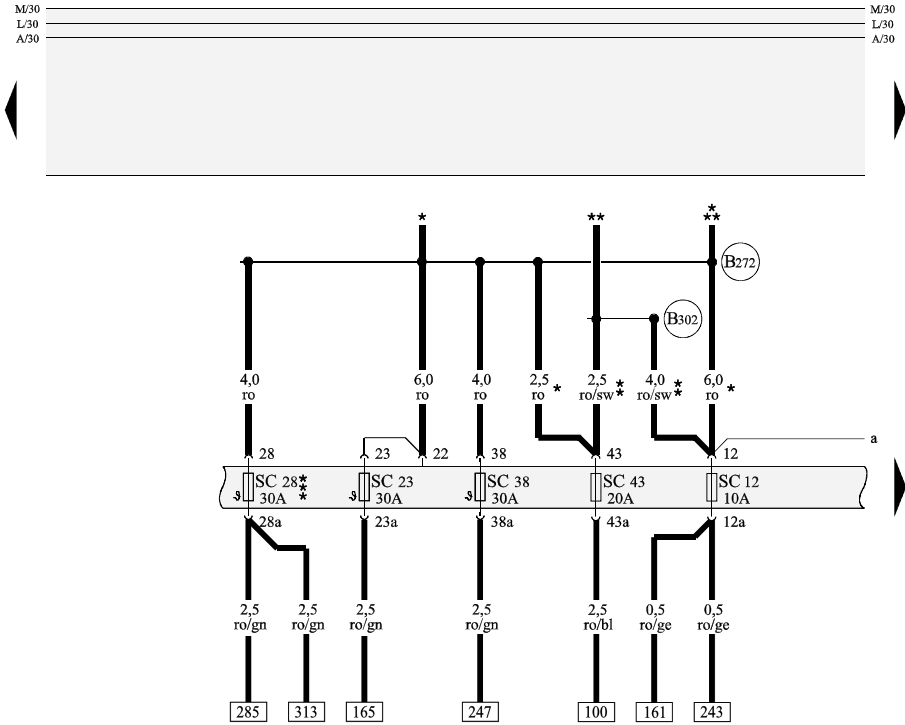 M/30 M/30
L/30 L/30
A/30 A/30
* ** *
**
B272
B302
4,0 6,0 4,0 2,5 2,5 4,0 6,0
ro ro ro ro * ro/sw ** ro/sw ** ro *
a
28 23 22 38 43 12
SC 28 *** SC 23 SC 38 SC 43 SC 12
ϑ 30A ϑ 30A ϑ 30A 20A 10A
28a 23a 38a 43a 12a
2,5 2,5 2,5 2,5 2,5 0,5 0,5
ro/gn ro/gn ro/gn ro/gn ro/bl ro/ge ro/ge
285 313 165 247 100 161 243